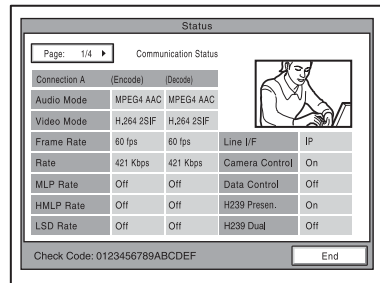 Status
Page: 1/4
Communication Status
Connection A (Encode) (Decode)
Audio Mode MPEG4 AAC MPEG4 AAC
Video Mode H.264 2SIF H.264 2SIF
Frame Rate 60 fps 60 fps Line I/F IP
Rate 421 Kbps 421 Kbps Camera Control On
MLP Rate Off Off Data Control Off
HMLP Rate Off Off H239 Presen. On
LSD Rate Off Off H239 Dual Off
Check Code: 0123456789ABCDEF End